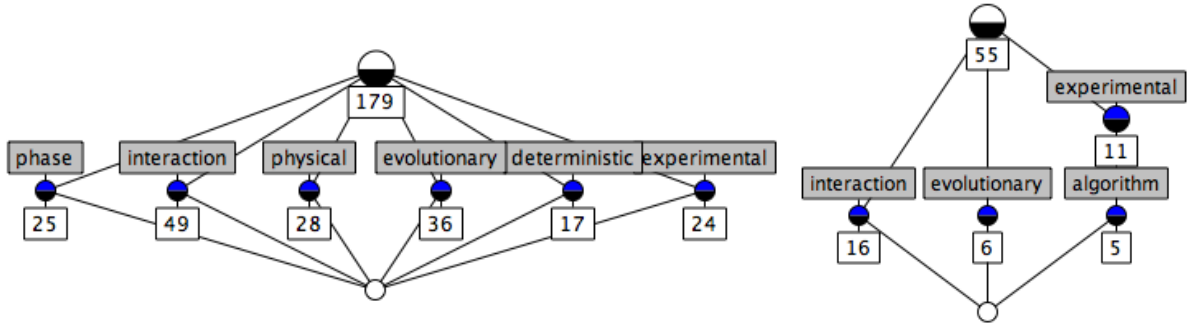 179
phase interaction physical evolutionary deterministic experimental
25 49 28 36 17 24
55
experimental
11
interaction evolutionary algorithm
16 6 5